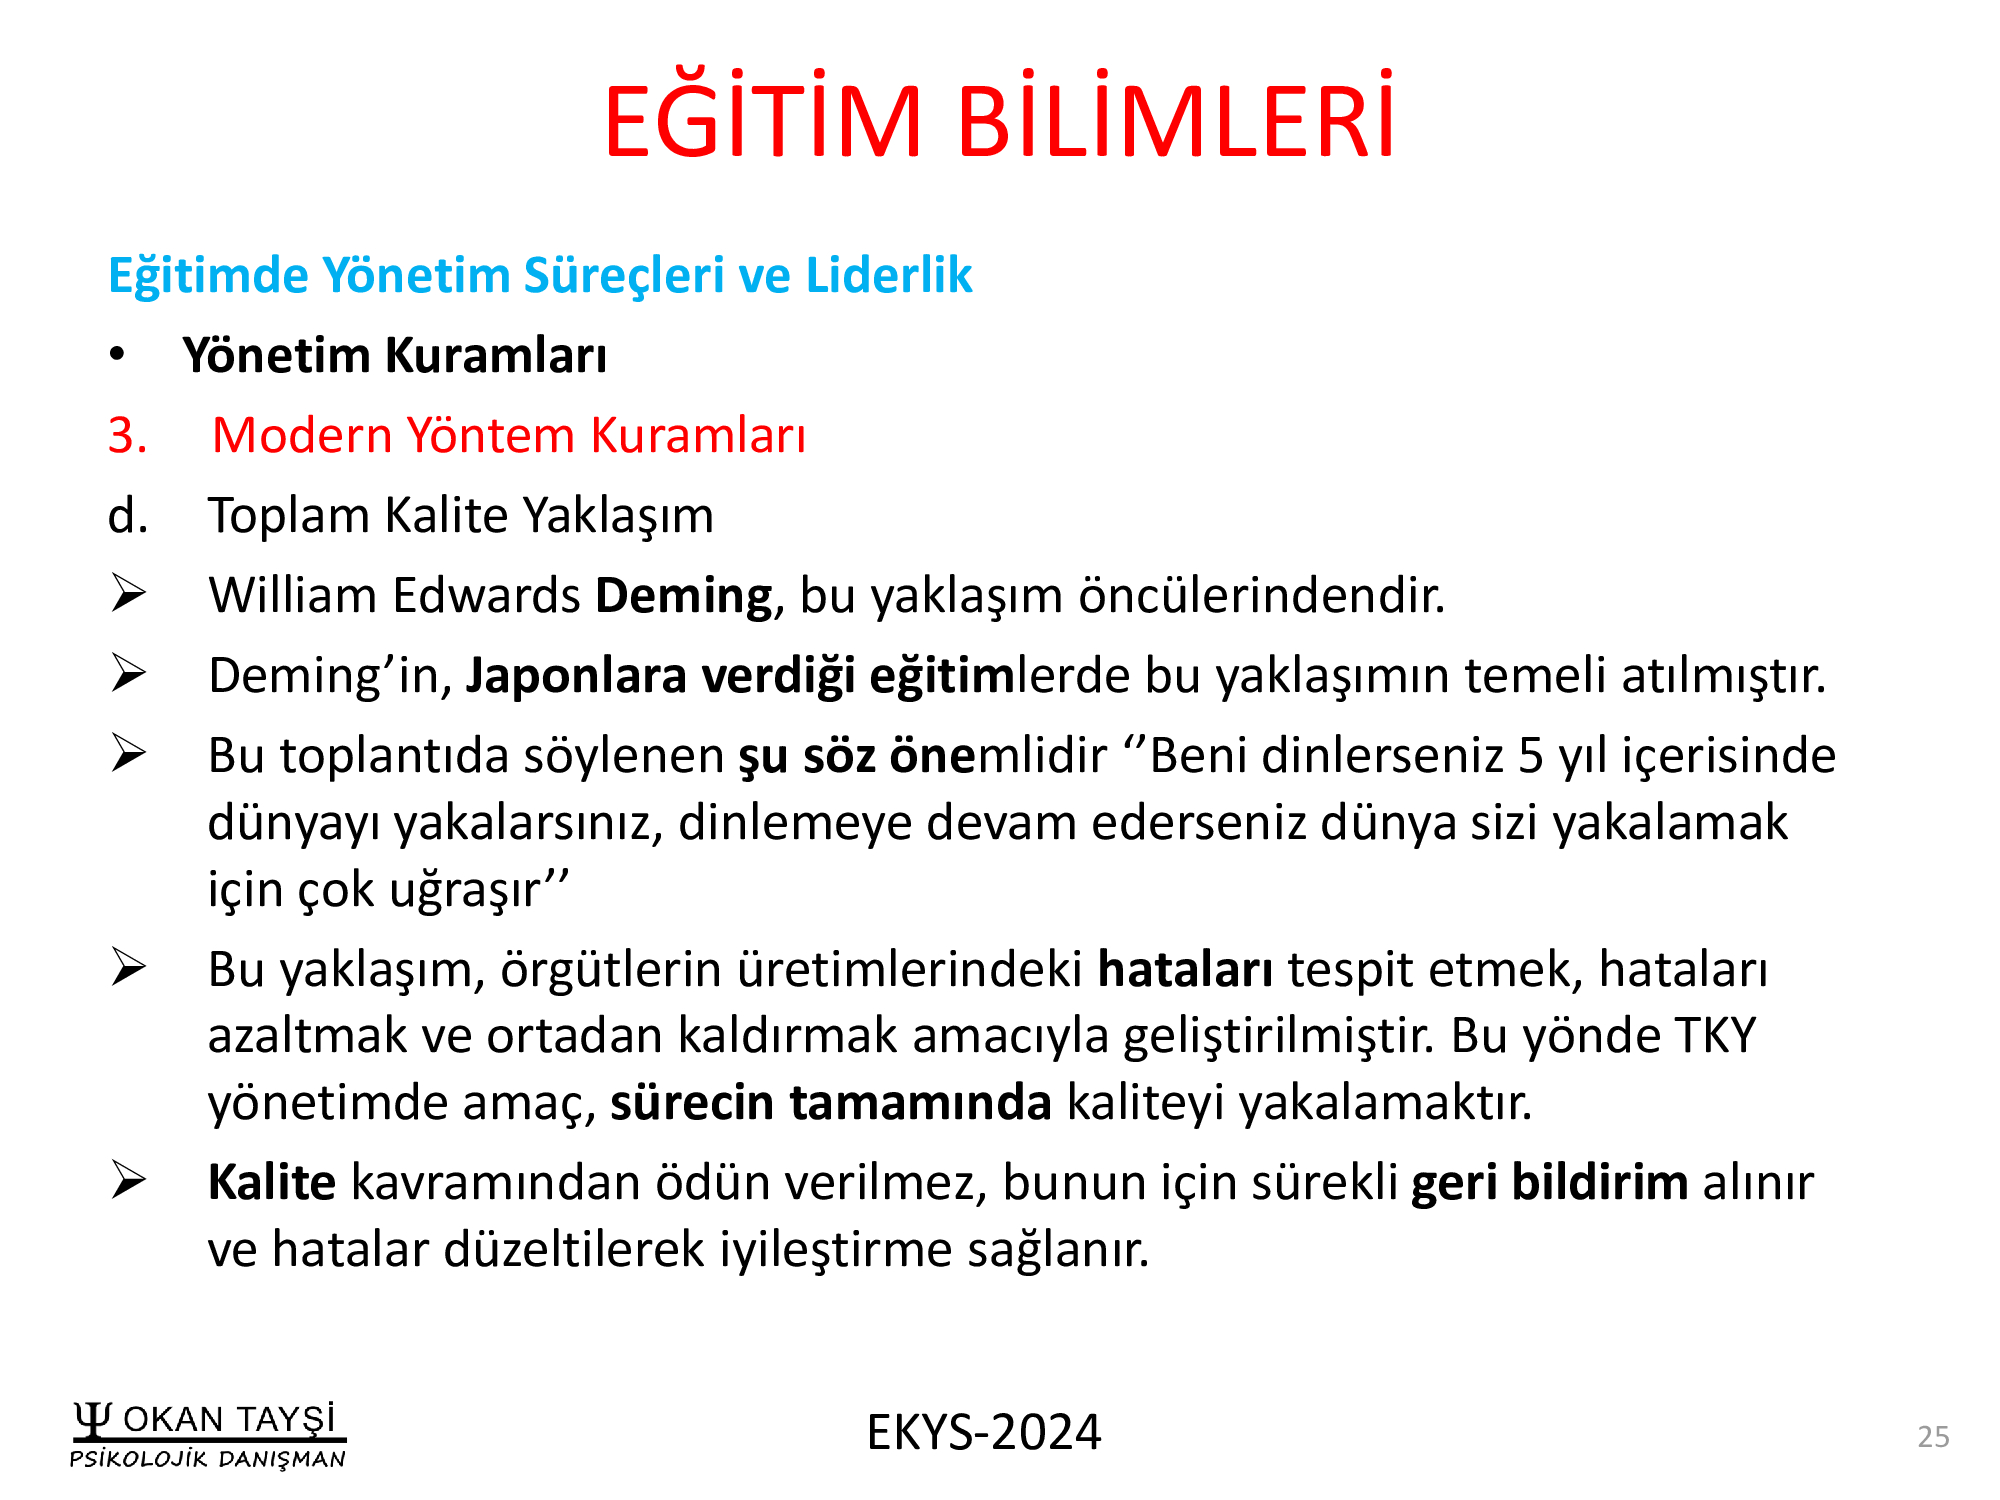 EĞİTİM BİLİMLERİ
Eğitimde Yönetim Süreçleri ve Liderlik
• Yönetim Kuramları
3. Modern Yöntem Kuramları
d. Toplam Kalite Yaklaşım
➢ William Edwards Deming, bu yaklaşım öncülerindendir.
➢ Deming’in, Japonlara verdiği eğitimlerde bu yaklaşımın temeli atılmıştır.
➢ Bu toplantıda söylenen şu söz önemlidir ‘’Beni dinlerseniz 5 yıl içerisinde
dünyayı yakalarsınız, dinlemeye devam ederseniz dünya sizi yakalamak
için çok uğraşır’’
➢ Bu yaklaşım, örgütlerin üretimlerindeki hataları tespit etmek, hataları
azaltmak ve ortadan kaldırmak amacıyla geliştirilmiştir. Bu yönde TKY
yönetimde amaç, sürecin tamamında kaliteyi yakalamaktır.
➢ Kalite kavramından ödün verilmez, bunun için sürekli geri bildirim alınır
ve hatalar düzeltilerek iyileştirme sağlanır.
Ψ OKAN TAYŞİ
PSİKOLOJİK DANIŞMAN
EKYS-2024
25